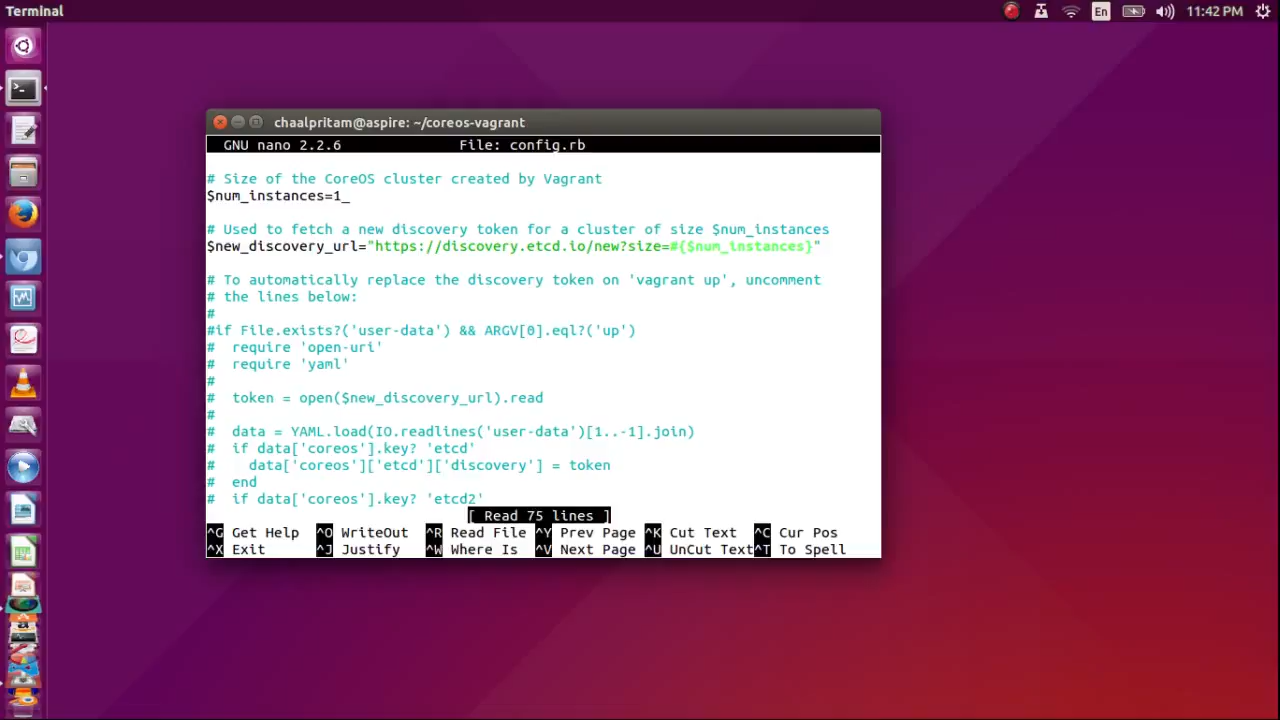 Terminal
En
11:42 PM
chaalpritam@aspire: ~/coreos-vagrant
GNU nano 2.2.6 File: config.rb
# Size of the CoreOS cluster created by Vagrant
$num_instances=1_
# Used to fetch a new discovery token for a cluster of size $num_instances
$new_discovery_url="https://discovery.etcd.io/new?size=#{$num_instances}"
# To automatically replace the discovery token on 'vagrant up', uncomment
# the lines below:
#
#if File.exists?('user-data') && ARGV[0].eql?('up')
#  require 'open-uri'
#  require 'yaml'
#
#  token = open($new_discovery_url).read
#
#  data = YAML.load(IO.readlines('user-data')[1..-1].join)
#  if data['coreos'].key? 'etcd'
#    data['coreos']['etcd']['discovery'] = token
#  end
#  if data['coreos'].key? 'etcd2'
[ Read 75 lines ]
^G Get Help ^O WriteOut ^R Read File ^Y Prev Page ^K Cut Text ^C Cur Pos
^X Exit ^J Justify ^W Where Is ^V Next Page ^U UnCut Text ^T To Spell